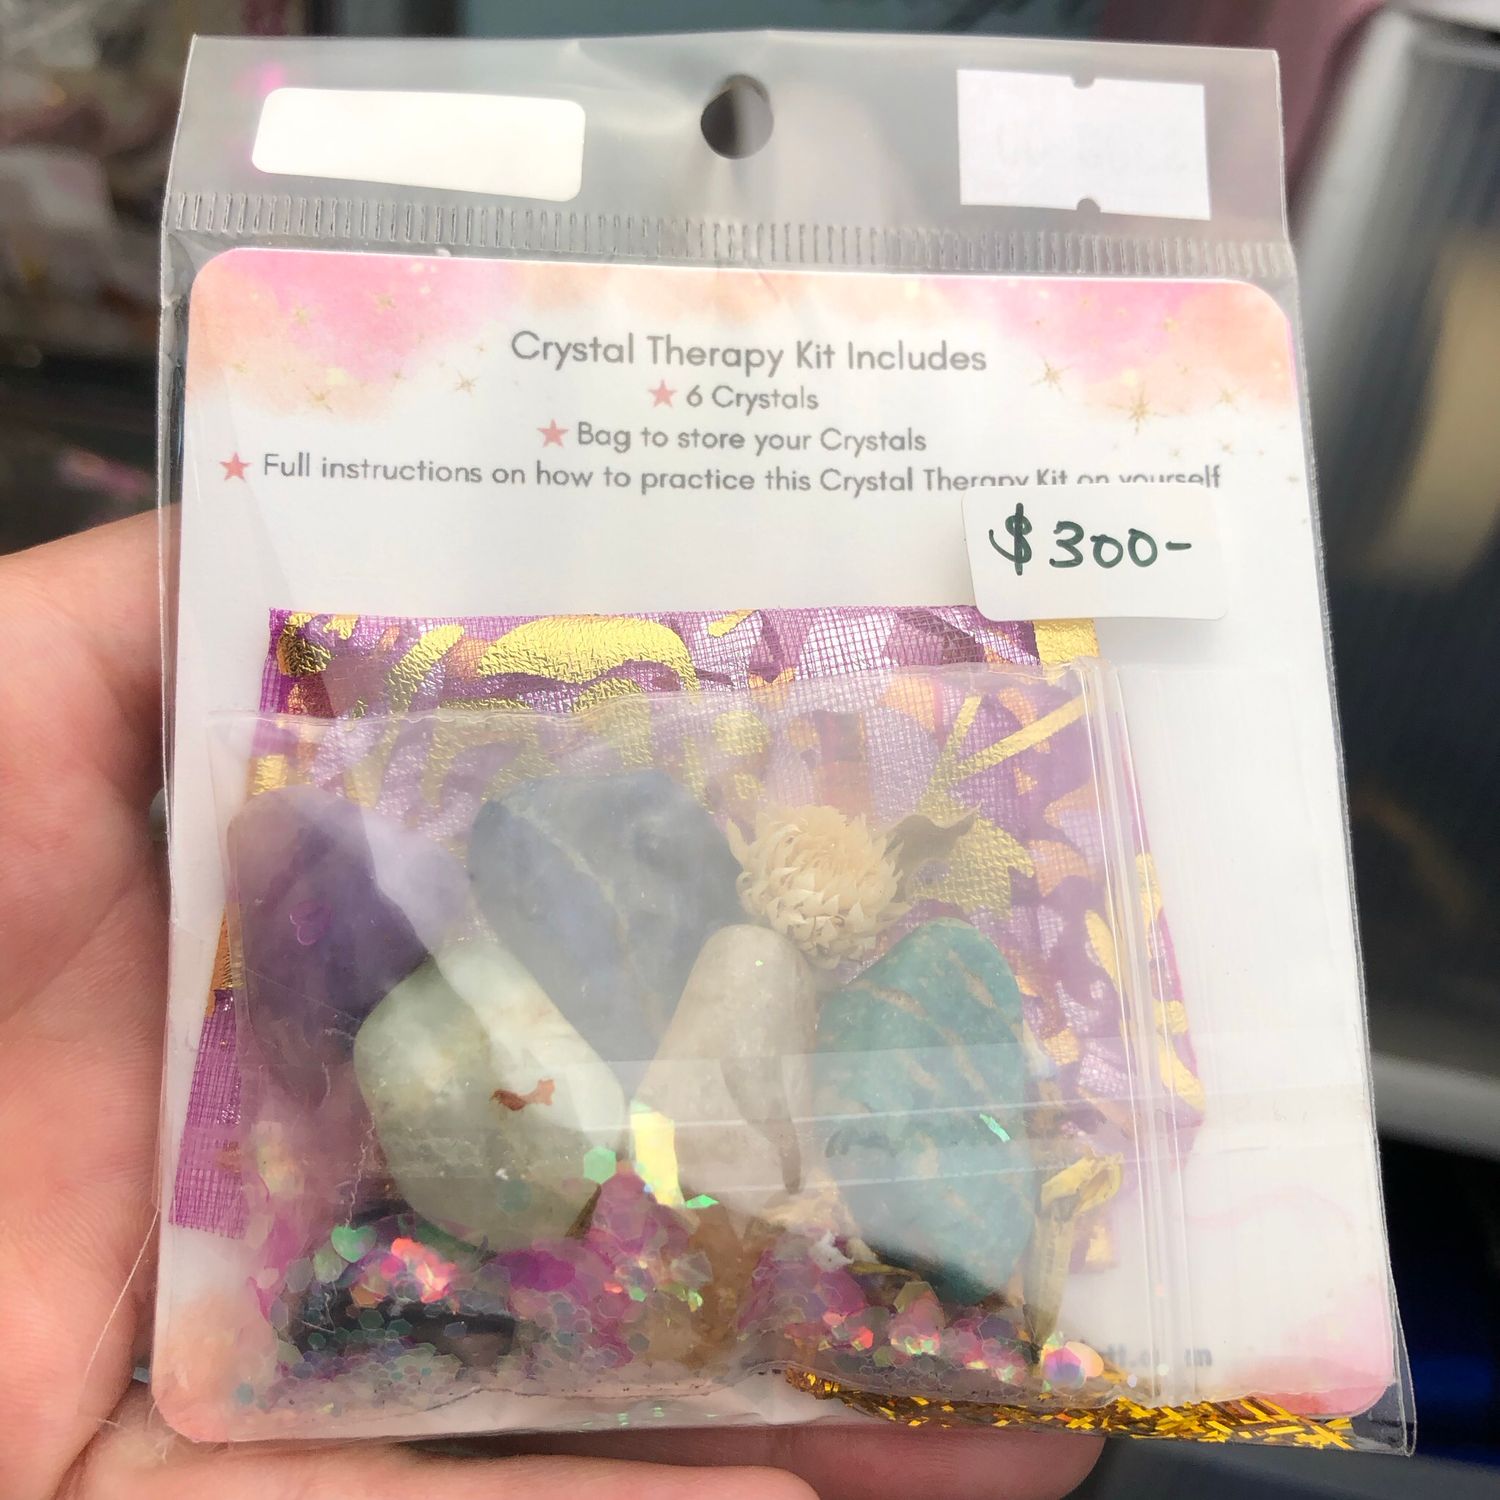 Crystal Therapy Kit Includes
6 Crystals
Bag to store your Crystals
Full instructions on how to practice this Crystal Therapy Kit on yourself
$300-